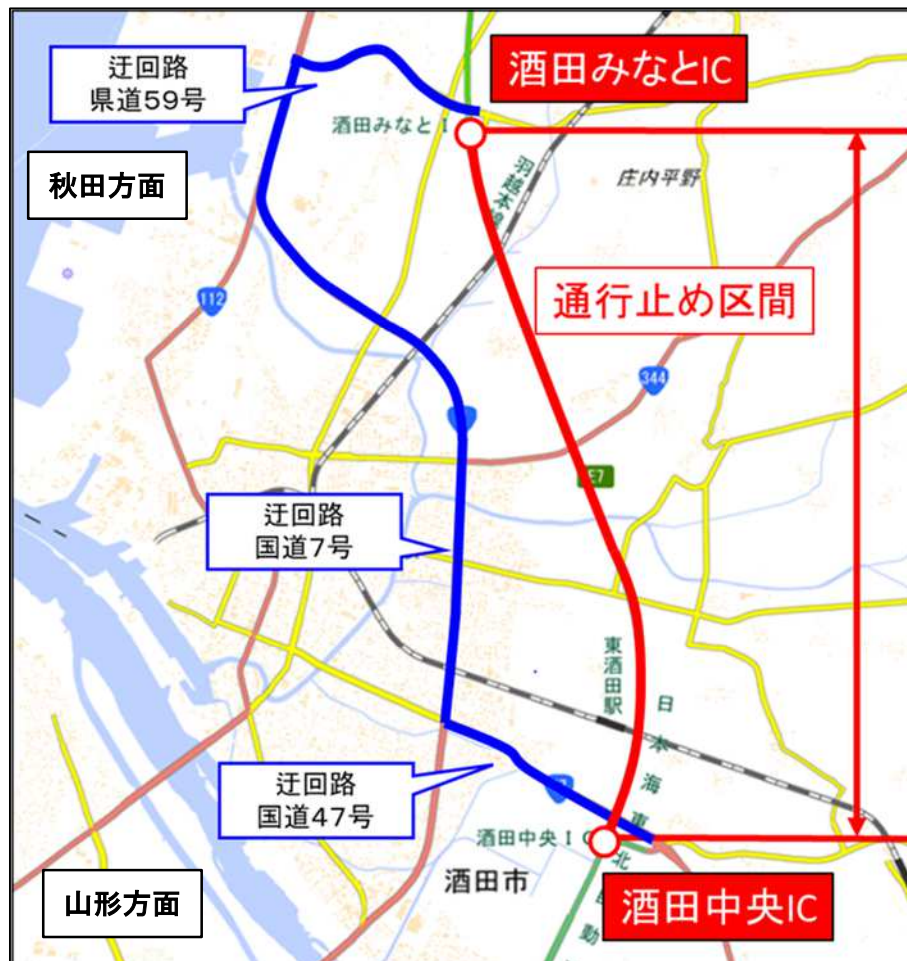 迂回路
県道59号
酒田みなとIC
酒田みなとI
秋田方面
羽越本線
庄内平野
112
通行止め区間
344
E7
迂回路
国道7号
東酒田駅
日本海東北自動
迂回路
国道47号
酒田中央IC
酒田市
山形方面
酒田中央IC